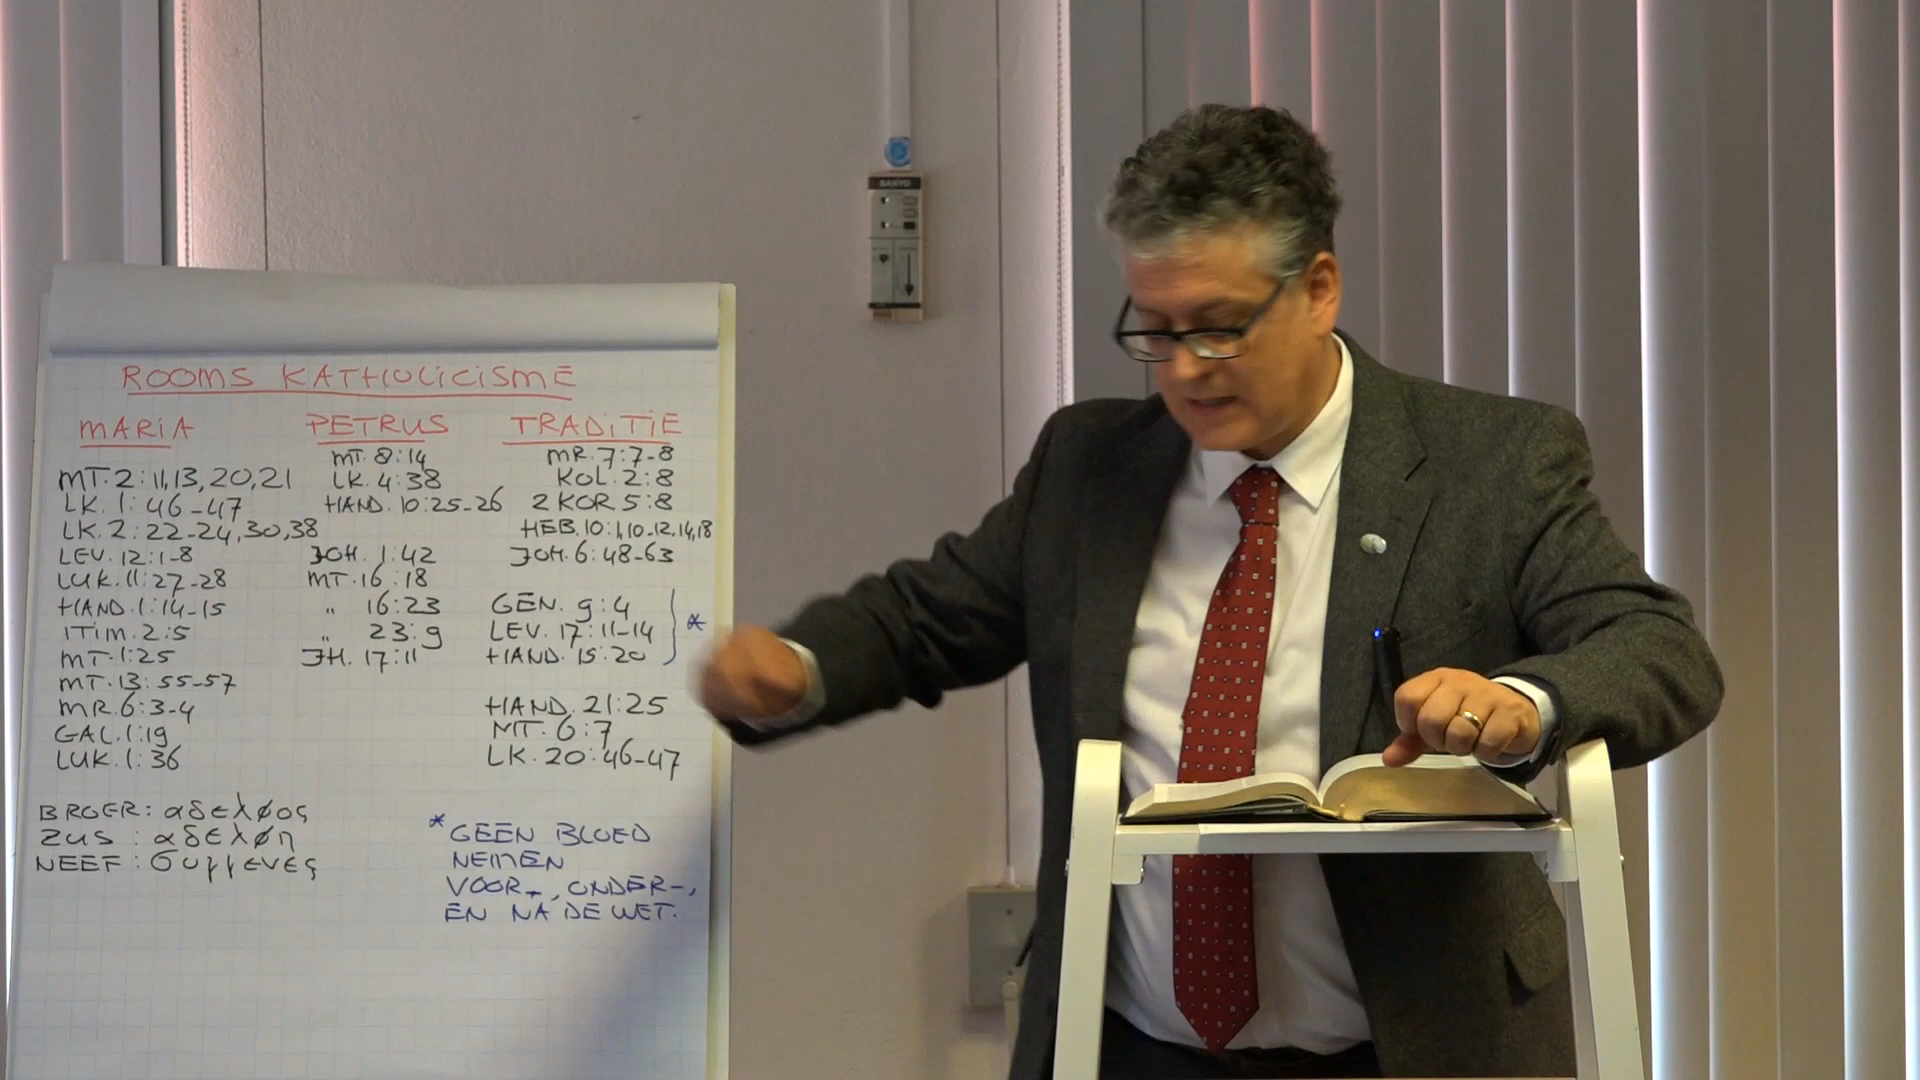 SANYO
ROOMS KATHOLICISME
MARIA
MT. 2:11,13,20,21
LK. 1:46-47
LK. 2:22-24,30,38
LEV. 12:1-8
LUK. 11:27-28
HAND. 1:14-15
1TIM. 2:5
MT. 1:25
MT. 13:55-57
MR. 6:3-4
GAL. 1:19
LUK. 1:36
BROER: αδελφος
ZUS : αδελφη
NEEF : συγγενες
PETRUS
MT. 8:14
LK. 4:38
HAND. 10:25-26
JOH. 1:42
MT. 16:18
" 16:23
" 23:9
JH. 17:11
TRADITIE
MR. 7:7-8
KOL. 2:8
2 KOR 5:8
HEB. 10:1,10-12,14,18
JOH. 6:48-63
GEN. 9:4
LEV. 17:11-14 } *
HAND. 15:20
HAND. 21:25
MT. 6:7
LK. 20:46-47
* GEEN BLOED
NEMEN
VOOR-, ONDER-,
EN NA DE WET.